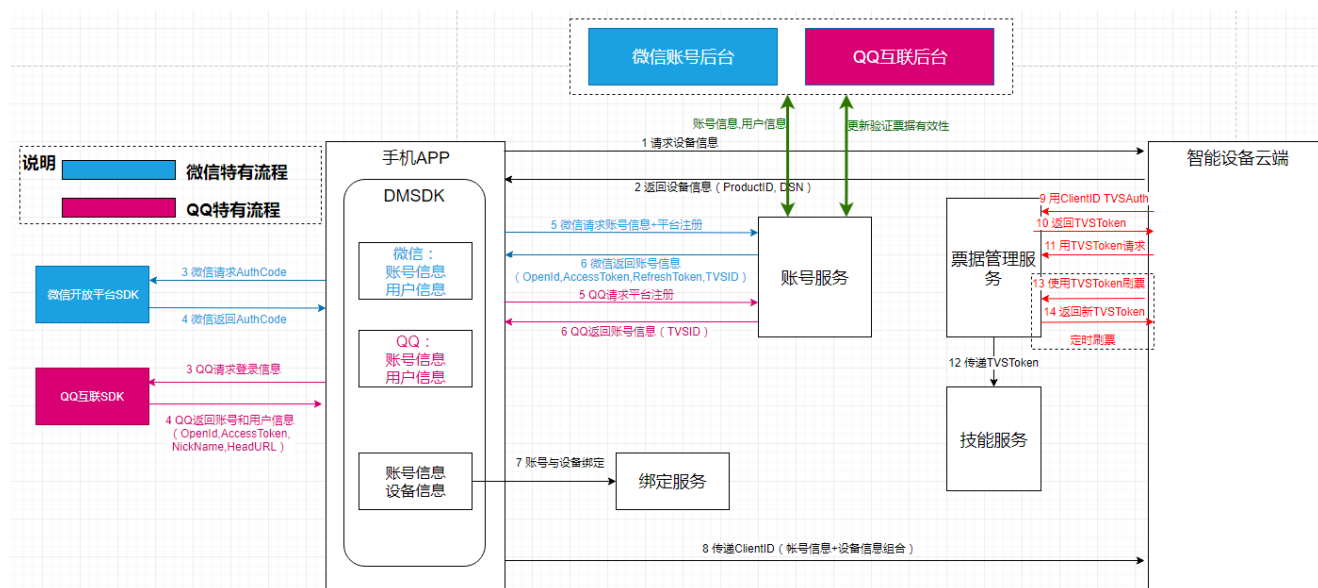 微信账号后台
QQ互联后台
账号信息,用户信息
更新验证票据有效性
说明
微信特有流程
QQ特有流程
手机APP
DMSDK
微信：
账号信息
用户信息
QQ：
账号信息
用户信息
账号信息
设备信息
微信开放平台SDK
QQ互联SDK
3 微信请求AuthCode
4 微信返回AuthCode
3 QQ请求登录信息
4 QQ返回账号和用户信息
（OpenId,AccessToken,
NickName,HeadURL）
1 请求设备信息
2 返回设备信息（ProductID, DSN）
5 微信请求账号信息+平台注册
6 微信返回账号信息
（OpenId,AccessToken,RefreshToken,TVSID）
5 QQ请求平台注册
6 QQ返回账号信息（TVSID）
账号服务
7 账号与设备绑定
绑定服务
8 传递ClientID（帐号信息+设备信息组合）
智能设备云端
票据管理服
务
9 用ClientID TVSAuth
10 返回TVSToken
11 用TVSToken请求
13 使用TVSToken刷票
14 返回新TVSToken
定时刷票
12 传递TVSToken
技能服务